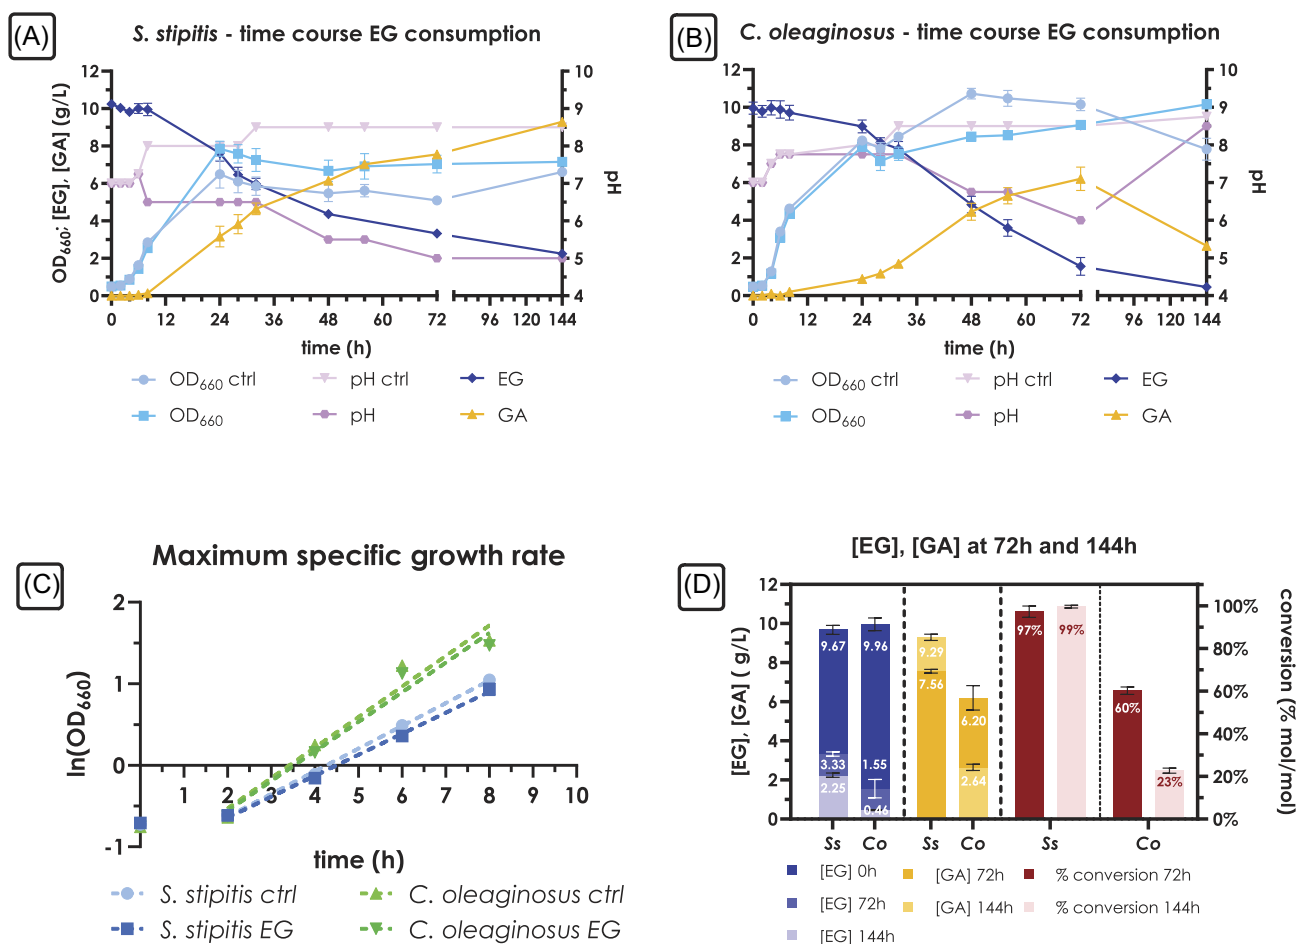 (A)
S. stipitis - time course EG consumption
12
10
8
6
4
2
0
OD660; [EG], [GA] (g/L)
10
9
8
7
6
5
4
pH
0 12 24 36 48 60 72 96 120 144
time (h)
OD660 ctrl
pH ctrl
EG
OD660
pH
GA
(B)
C. oleaginosus - time course EG consumption
12
10
8
6
4
2
0
10
9
8
7
6
5
4
pH
0 12 24 36 48 60 72 96 120 144
time (h)
OD660 ctrl
pH ctrl
EG
OD660
pH
GA
(C)
Maximum specific growth rate
2
1
0
-1
ln(OD660)
1 2 3 4 5 6 7 8 9 10
time (h)
S. stipitis ctrl
C. oleaginosus ctrl
S. stipitis EG
C. oleaginosus EG
(D)
[EG], [GA] at 72h and 144h
12
10
8
6
4
2
0
[EG], [GA] ( g/L)
9.67
9.96
3.33
1.55
2.25
0.46
9.29
7.56
6.20
2.64
97%
99%
60%
23%
100%
80%
60%
40%
20%
0%
conversion (% mol/mol)
Ss Co Ss Co Ss Co
[EG] 0h
[GA] 72h
% conversion 72h
[EG] 72h
[GA] 144h
% conversion 144h
[EG] 144h